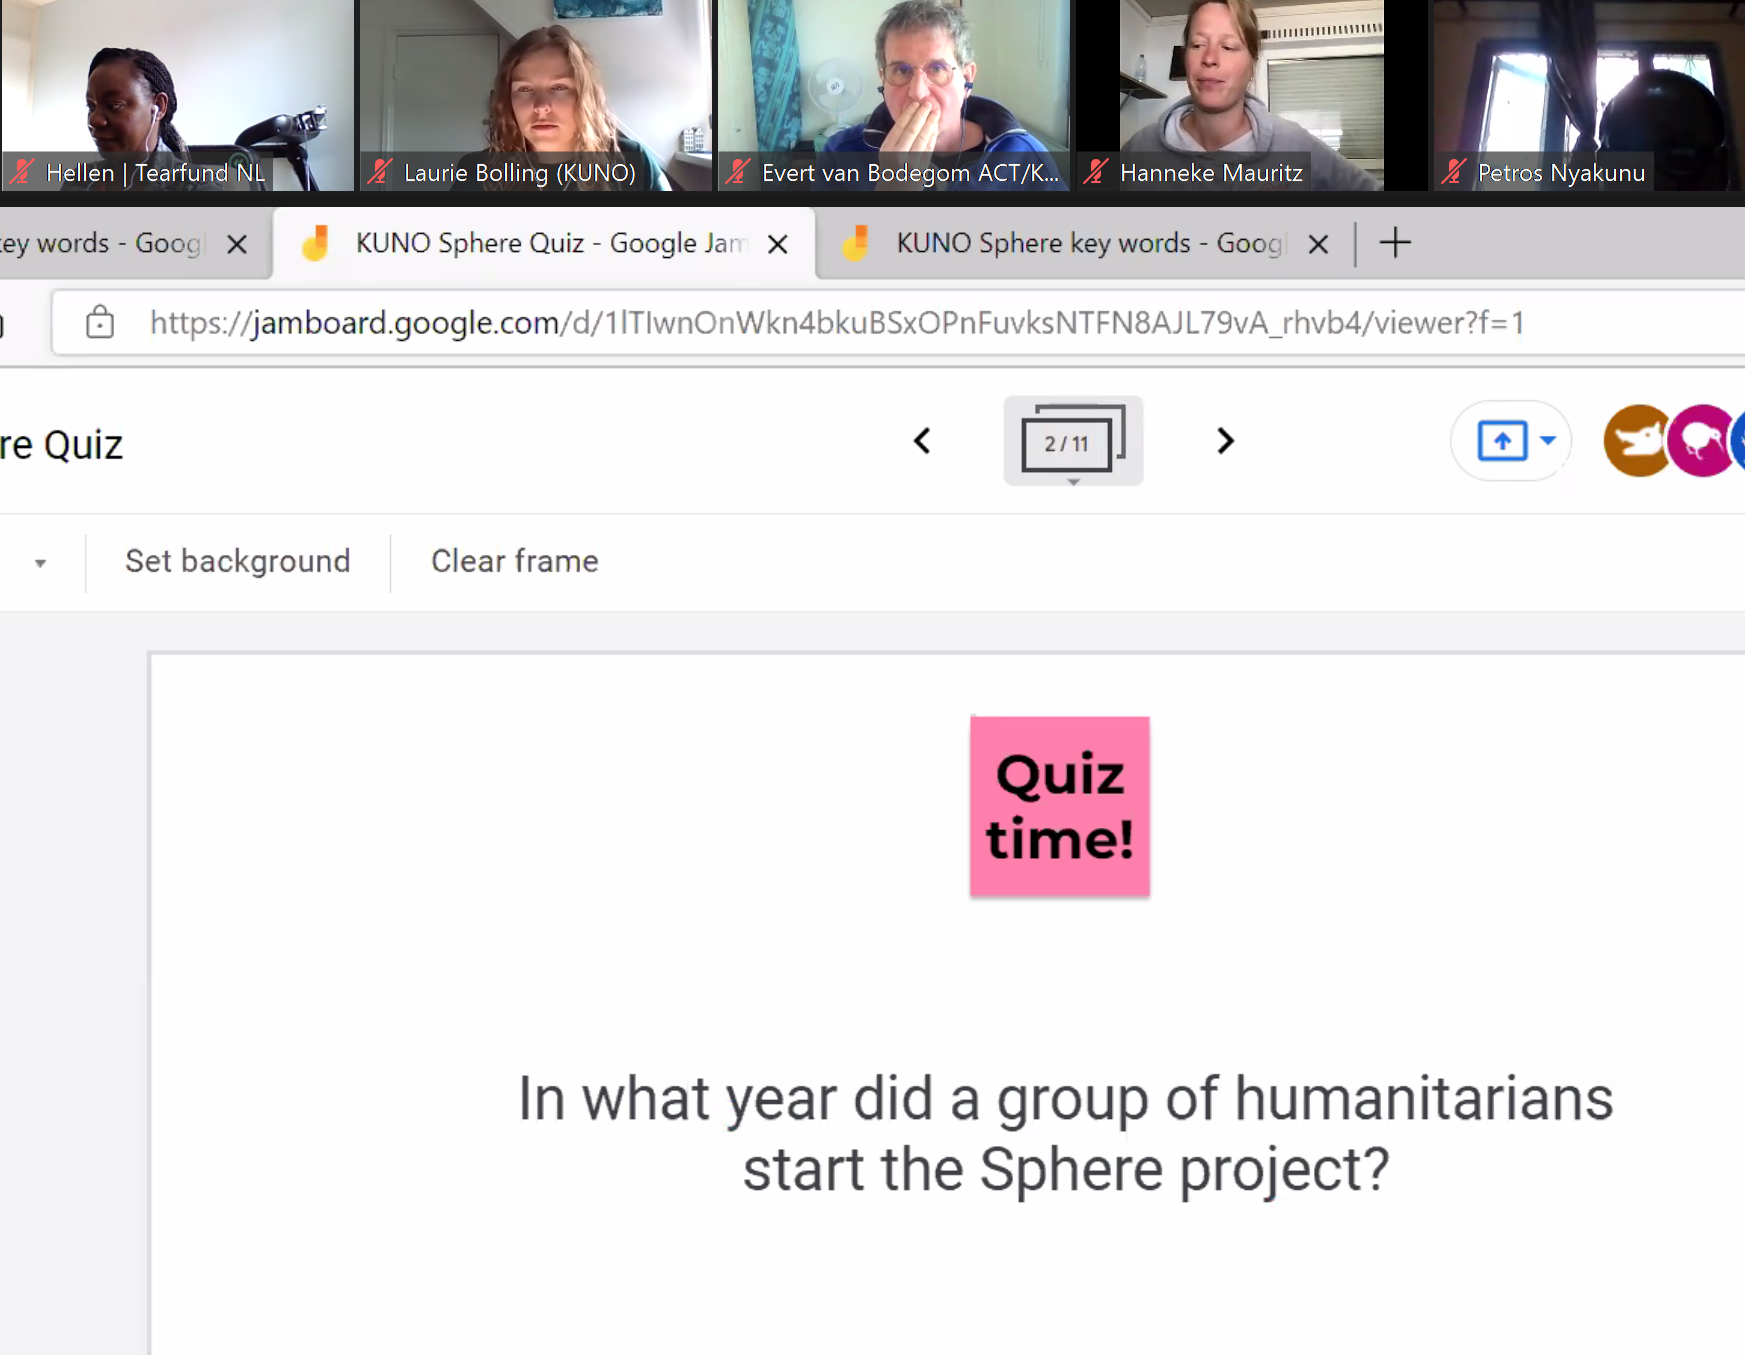 Hellen | Tearfund NL
Laurie Bolling (KUNO)
Evert van Bodegom ACT/K...
Hanneke Mauritz
Petros Nyakunu
key words - Goog
KUNO Sphere Quiz - Google Jam
KUNO Sphere key words - Goog
https://jamboard.google.com/d/1lTIwnOnWkn4bkuBSxOPnFuvksNTFN8AJL79vA_rhvb4/viewer?f=1
re Quiz
2 / 11
Set background
Clear frame
Quiz
time!
In what year did a group of humanitarians
start the Sphere project?